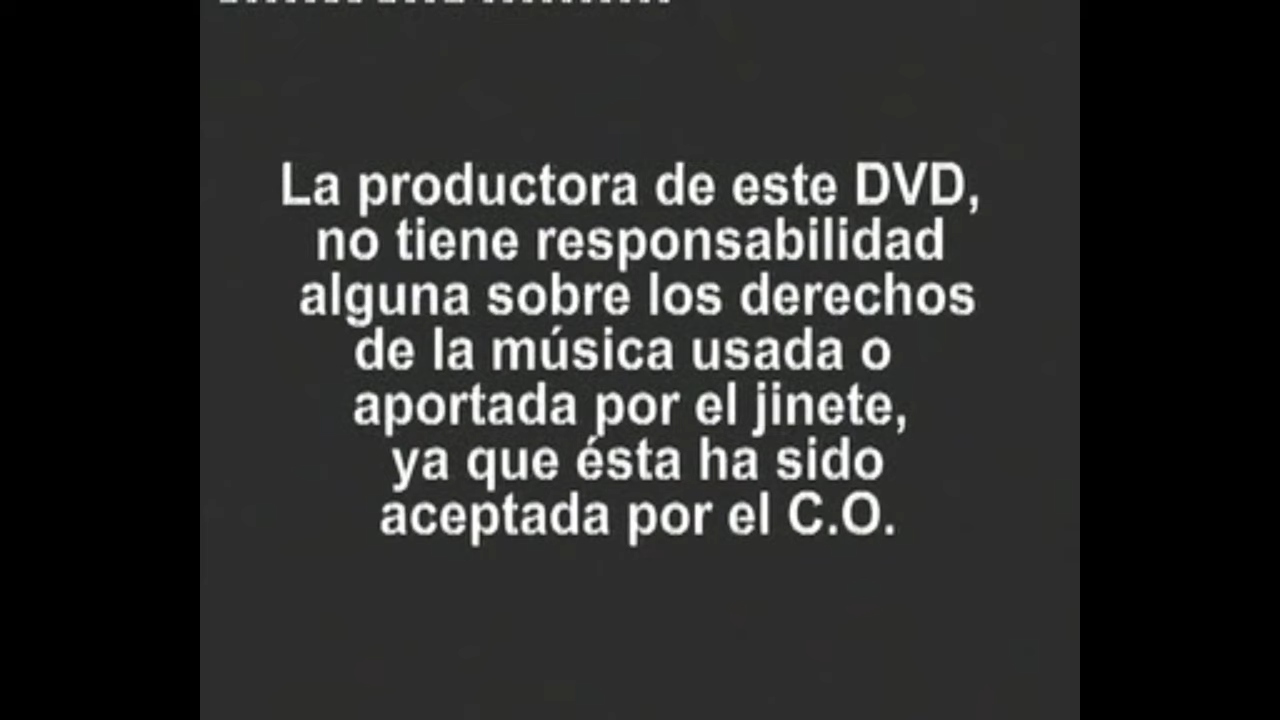 La productora de este DVD,
no tiene responsabilidad
alguna sobre los derechos
de la música usada o
aportada por el jinete,
ya que ésta ha sido
aceptada por el C.O.